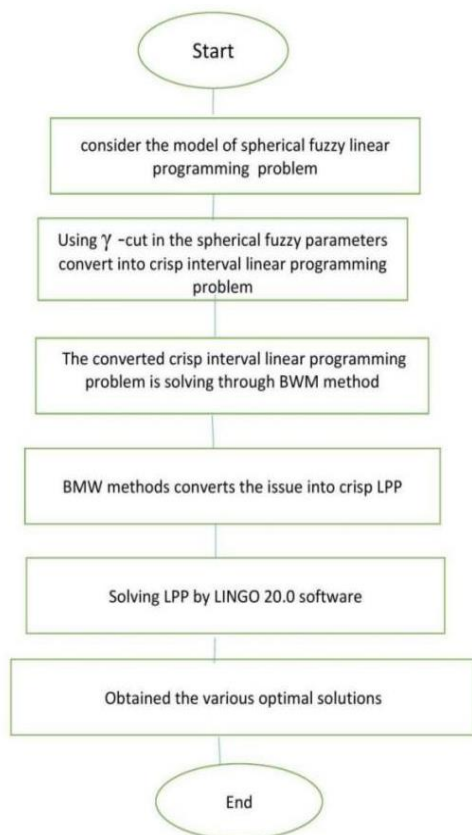 Start
consider the model of spherical fuzzy linear
programming problem
Using γ -cut in the spherical fuzzy parameters
convert into crisp interval linear programming
problem
The converted crisp interval linear programming
problem is solving through BWM method
BMW methods converts the issue into crisp LPP
Solving LPP by LINGO 20.0 software
Obtained the various optimal solutions
End